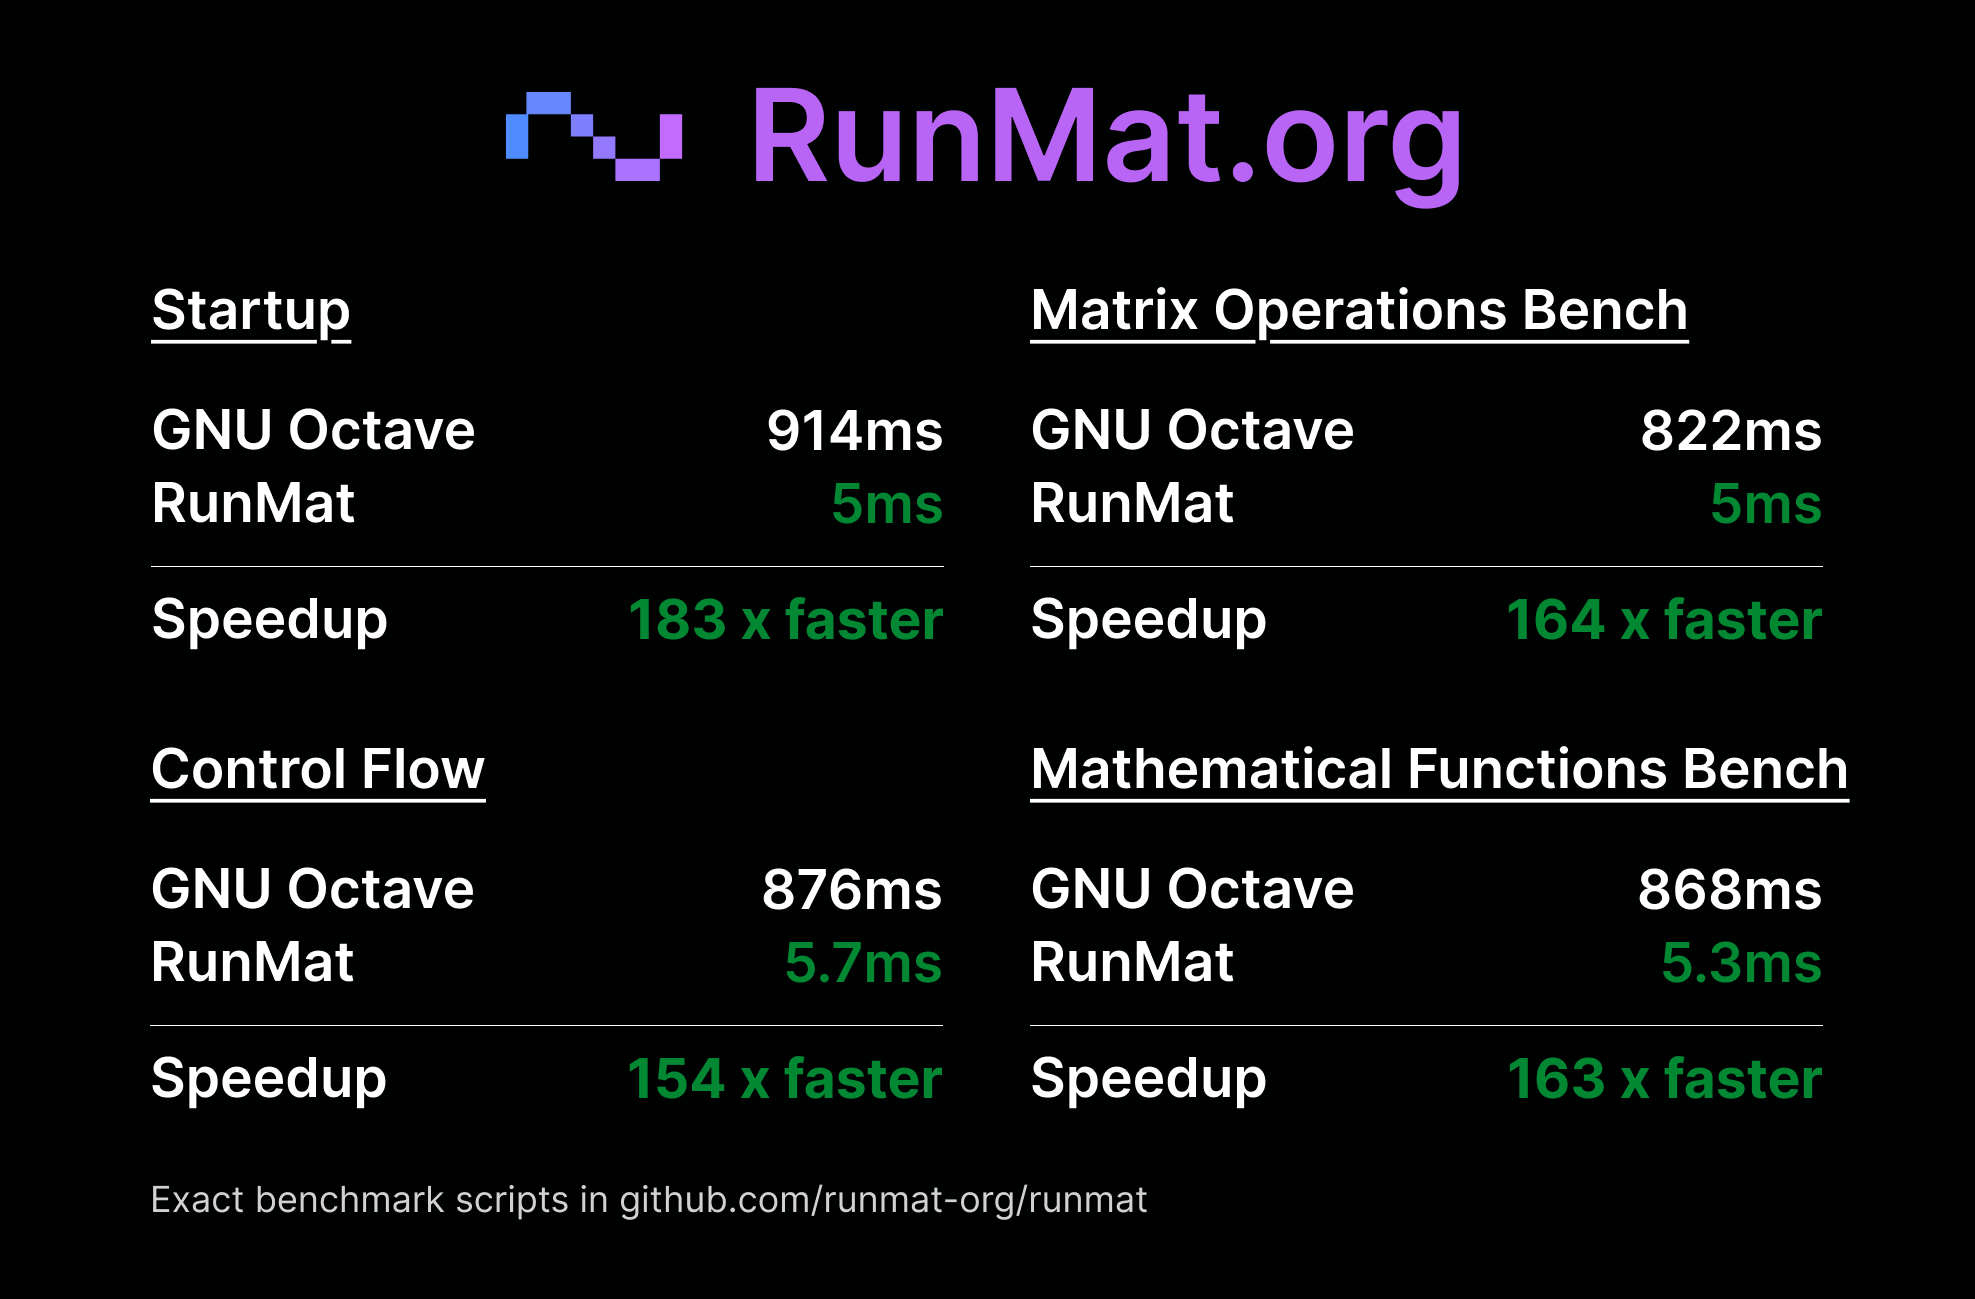 RunMat.org
Startup
GNU Octave 914ms
RunMat 5ms
Speedup 183 x faster
Matrix Operations Bench
GNU Octave 822ms
RunMat 5ms
Speedup 164 x faster
Control Flow
GNU Octave 876ms
RunMat 5.7ms
Speedup 154 x faster
Mathematical Functions Bench
GNU Octave 868ms
RunMat 5.3ms
Speedup 163 x faster
Exact benchmark scripts in github.com/runmat-org/runmat